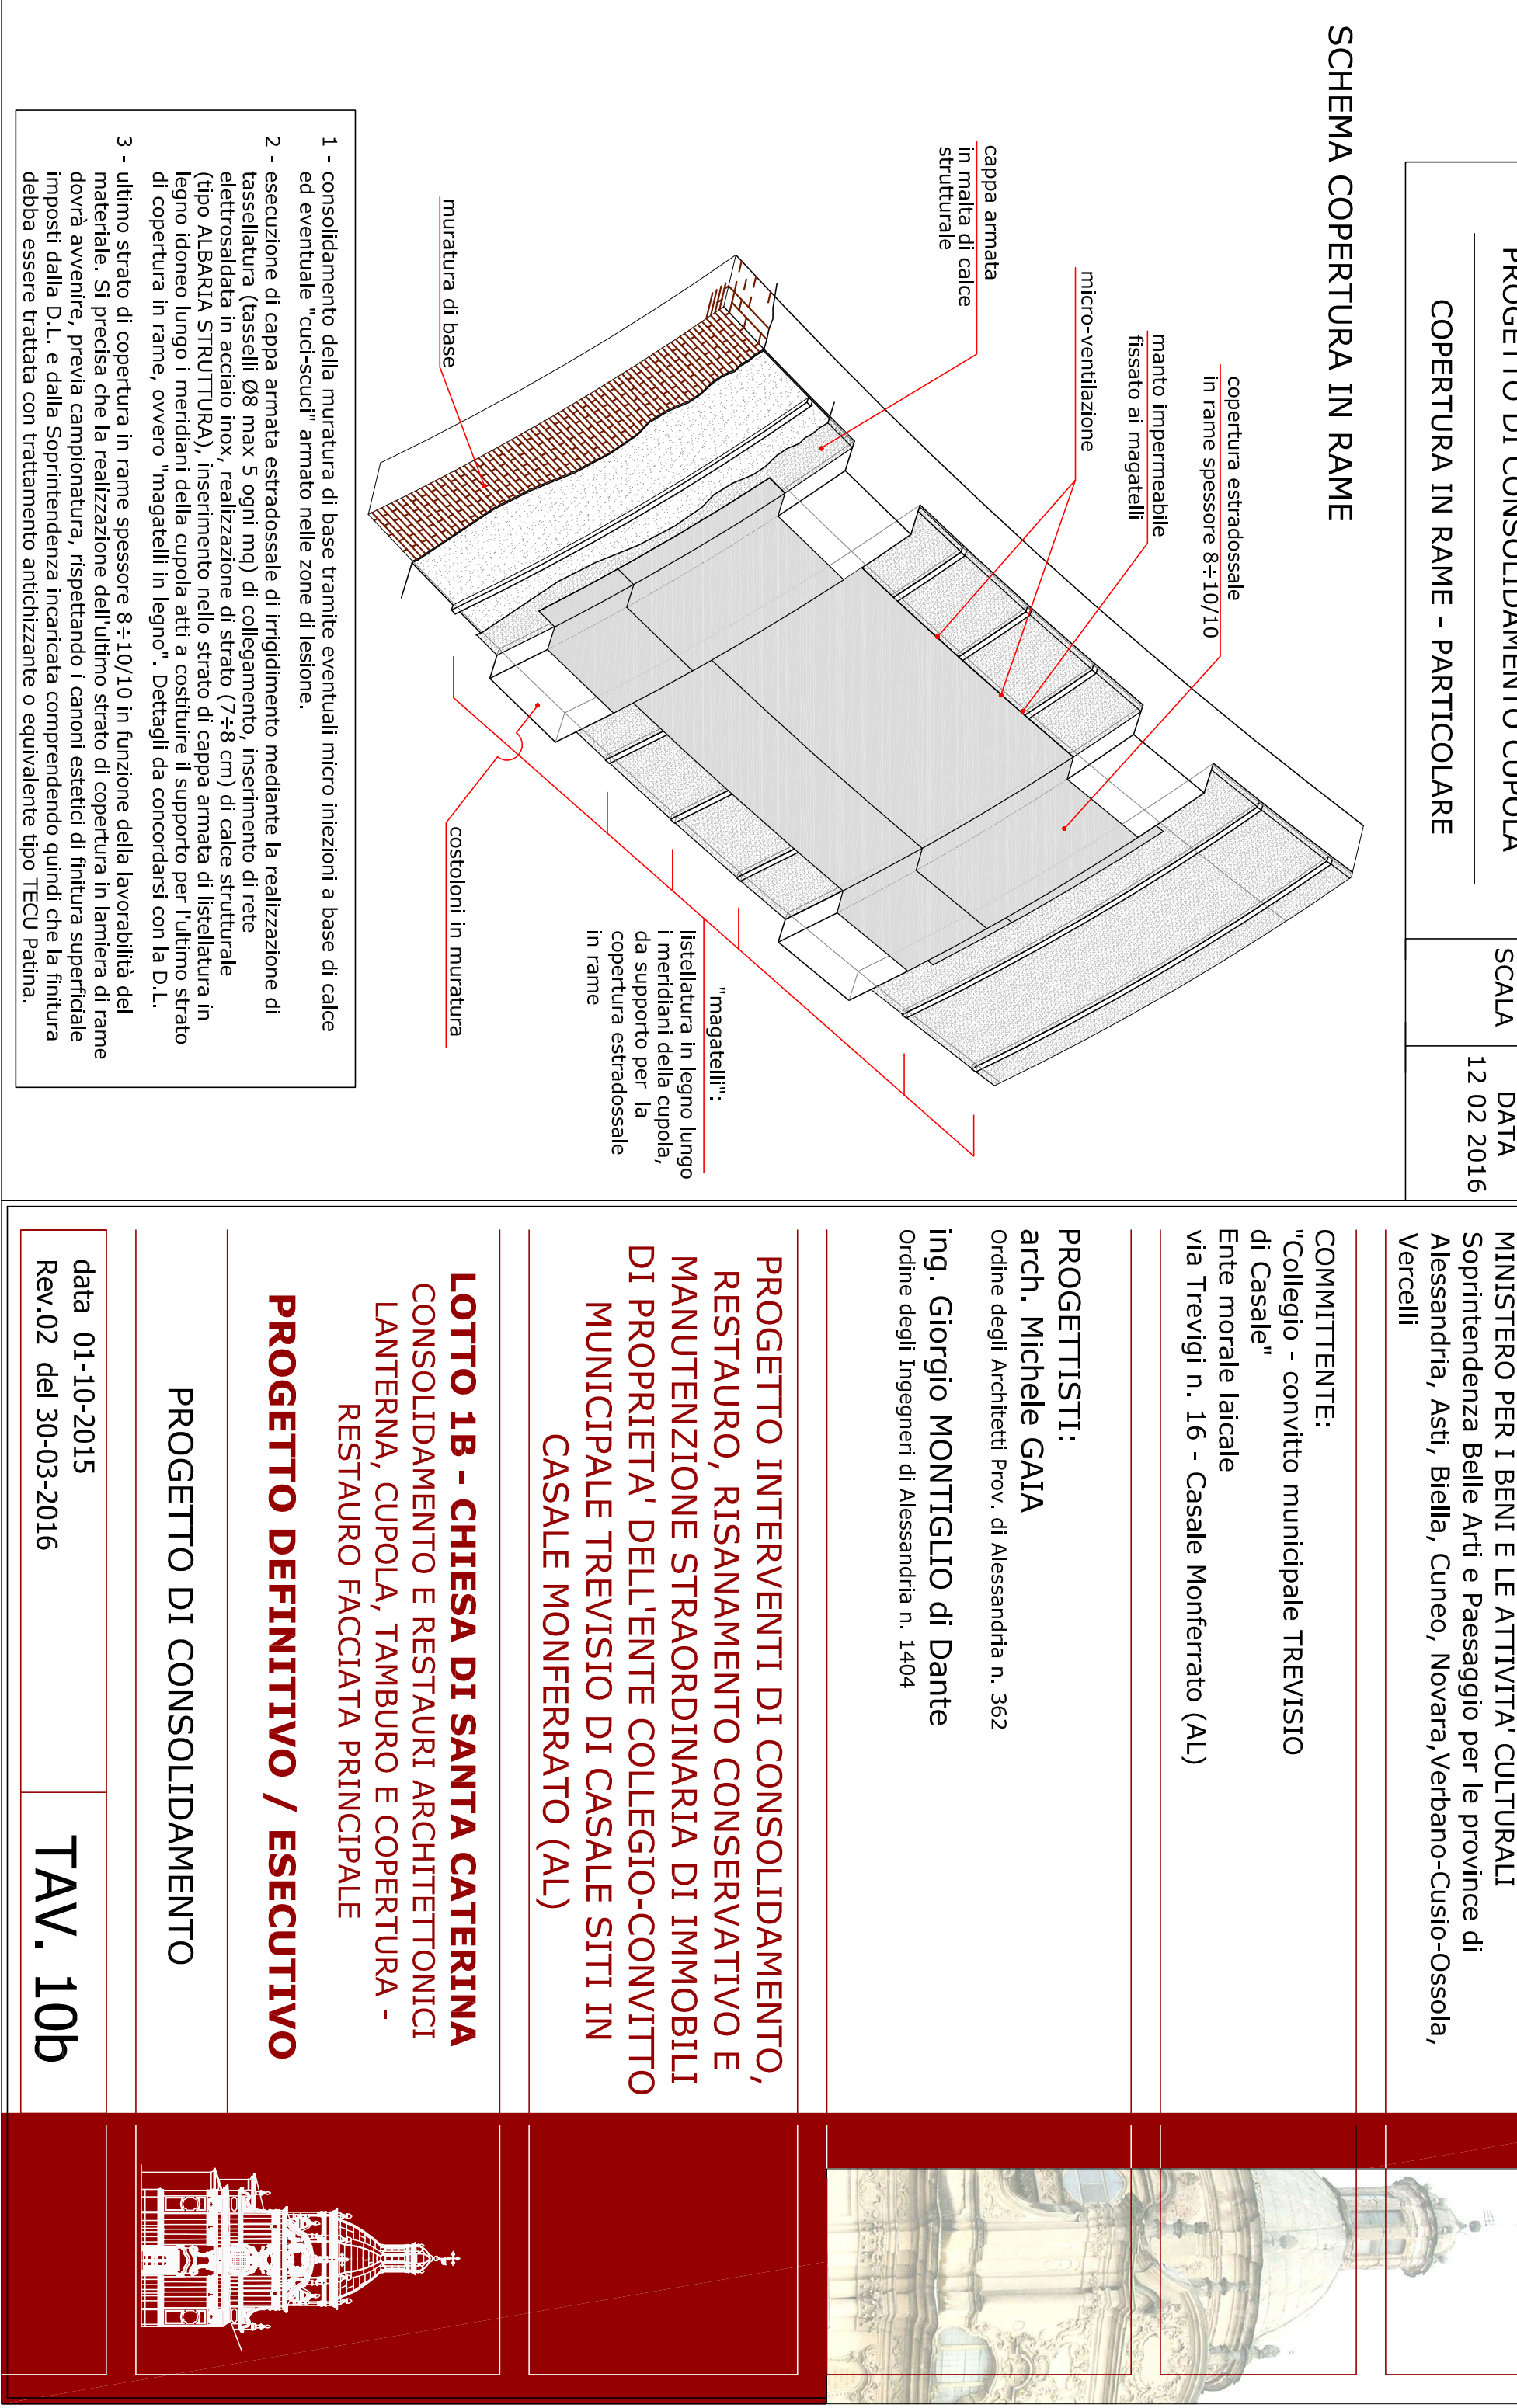 PROGETTO DI CONSOLIDAMENTO CUPOLA
COPERTURA IN RAME - PARTICOLARE
SCALA
DATA
12 02 2016
SCHEMA COPERTURA IN RAME
copertura estradossale
in rame spessore 8÷10/10
manto impermeabile
fissato ai magatelli
micro-ventilazione
cappa armata
in malta di calce
strutturale
muratura di base
"magatelli":
listellatura in legno lungo
i meridiani della cupola,
da supporto per la
copertura estradossale
in rame
costoloni in muratura
1 - consolidamento della muratura di base tramite eventuali micro iniezioni a base di calce
ed eventuale "cuci-scuci" armato nelle zone di lesione.
2 - esecuzione di cappa armata estradossale di irrigidimento mediante la realizzazione di
tassellatura (tasselli Ø8 max 5 ogni mq) di collegamento, inserimento di rete
elettrosaldata in acciaio inox, realizzazione di strato (7÷8 cm) di calce strutturale
(tipo ALBARIA STRUTTURA), inserimento nello strato di cappa armata di listellatura in
legno idoneo lungo i meridiani della cupola atti a costituire il supporto per l'ultimo strato
di copertura in rame, ovvero "magatelli in legno". Dettagli da concordarsi con la D.L.
3 - ultimo strato di copertura in rame spessore 8÷10/10 in funzione della lavorabilità del
materiale. Si precisa che la realizzazione dell'ultimo strato di copertura in lamiera di rame
dovrà avvenire, previa campionatura, rispettando i canoni estetici di finitura superficiale
imposti dalla D.L. e dalla Soprintendenza incaricata comprendendo quindi che la finitura
debba essere trattata con trattamento antichizzante o equivalente tipo TECU Patina.
MINISTERO PER I BENI E LE ATTIVITA' CULTURALI
Soprintendenza Belle Arti e Paesaggio per le province di
Alessandria, Asti, Biella, Cuneo, Novara,Verbano-Cusio-Ossola,
Vercelli
COMMITTENTE:
"Collegio - convitto municipale TREVISIO
di Casale"
Ente morale laicale
via Trevigi n. 16 - Casale Monferrato (AL)
PROGETTISTI:
arch. Michele GAIA
Ordine degli Architetti Prov. di Alessandria n. 362
ing. Giorgio MONTIGLIO di Dante
Ordine degli Ingegneri di Alessandria n. 1404
PROGETTO INTERVENTI DI CONSOLIDAMENTO,
RESTAURO, RISANAMENTO CONSERVATIVO E
MANUTENZIONE STRAORDINARIA DI IMMOBILI
DI PROPRIETA' DELL'ENTE COLLEGIO-CONVITTO
MUNICIPALE TREVISIO DI CASALE SITI IN
CASALE MONFERRATO (AL)
LOTTO 1B - CHIESA DI SANTA CATERINA
CONSOLIDAMENTO E RESTAURI ARCHITETTONICI
LANTERNA, CUPOLA, TAMBURO E COPERTURA -
RESTAURO FACCIATA PRINCIPALE
PROGETTO DEFINITIVO / ESECUTIVO
PROGETTO DI CONSOLIDAMENTO
data 01-10-2015
Rev.02 del 30-03-2016
TAV. 10b